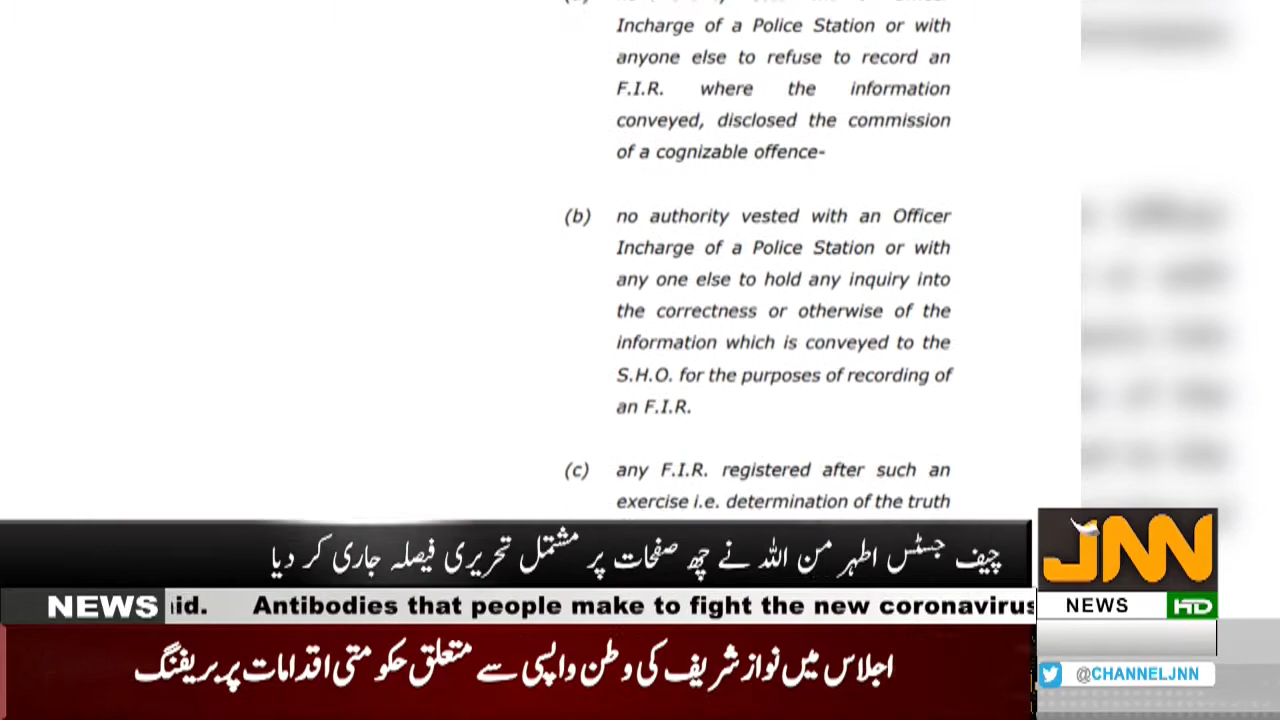 Incharge of a Police Station or with
anyone else to refuse to record an
F.I.R. where the information
conveyed, disclosed the commission
of a cognizable offence-
(b) no authority vested with an Officer
Incharge of a Police Station or with
any one else to hold any inquiry into
the correctness or otherwise of the
information which is conveyed to the
S.H.O. for the purposes of recording of
an F.I.R.
(c) any F.I.R. registered after such an
exercise i.e. determination of the truth
چیف جسٹس اطہر من اللہ نے چھ صفحات پر مشتمل تحریری فیصلہ جاری کر دیا
JNN
NEWS HD
NEWS aid. Antibodies that people make to fight the new coronavirus
اجلاس میں نواز شریف کی وطن واپسی سے متعلق حکومتی اقدامات پر بریفنگ
@CHANNELJNN